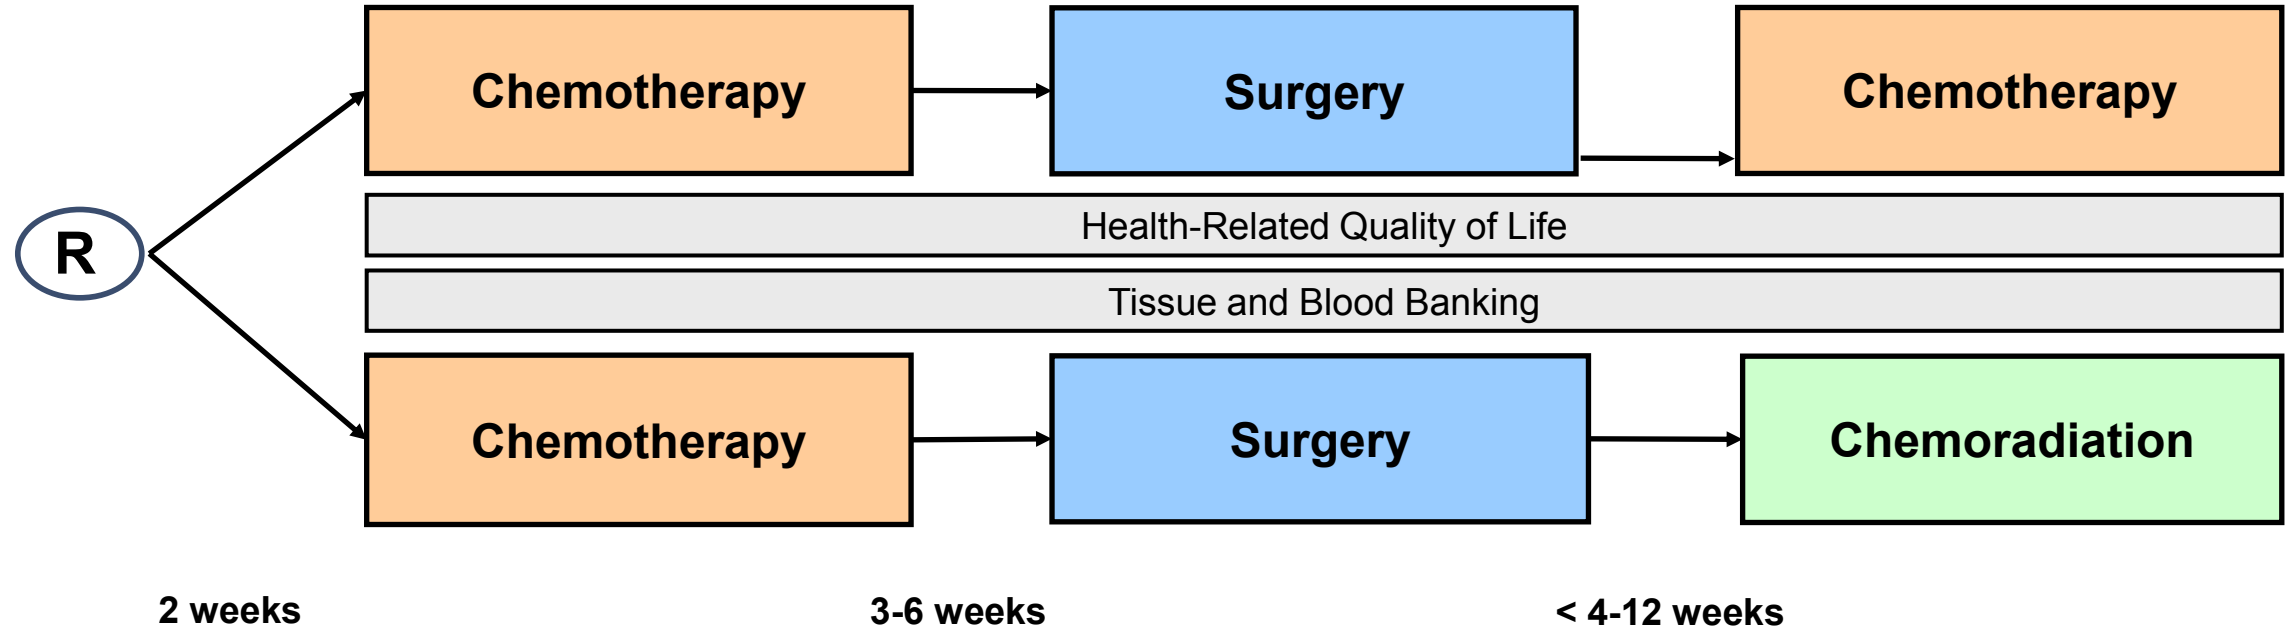 Chemotherapy
Surgery
Chemotherapy
Health-Related Quality of Life
R
Tissue and Blood Banking
Chemotherapy
Surgery
Chemoradiation
2 weeks
3-6 weeks
< 4-12 weeks